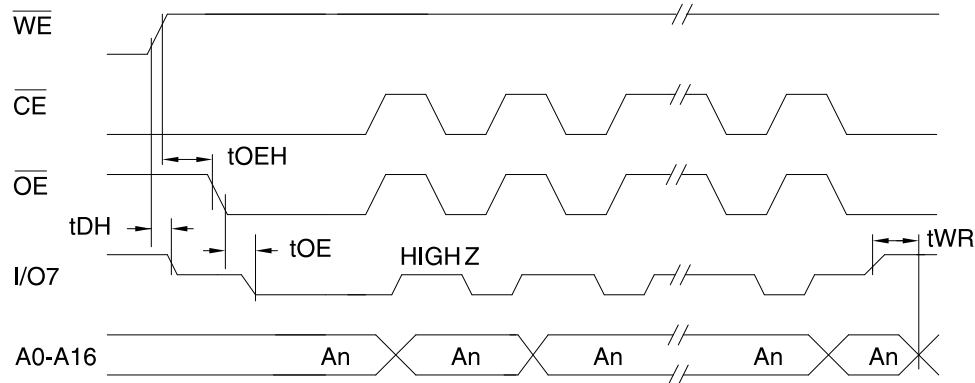 WE
CE
tOEH
OE
tDH
tOE
HIGH Z
tWR
I/O7
A0-A16 An An An An An